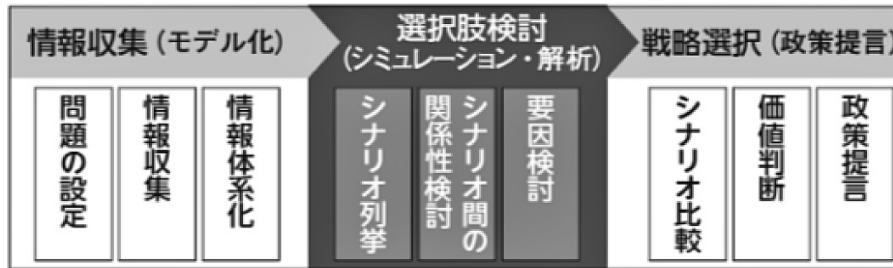 情報収集（モデル化）
問題の設定
情報収集
情報体系化
選択肢検討
（シミュレーション・解析）
シナリオ列挙
シナリオ間の
関係性検討
要因検討
戦略選択（政策提言）
シナリオ比較
価値判断
政策提言